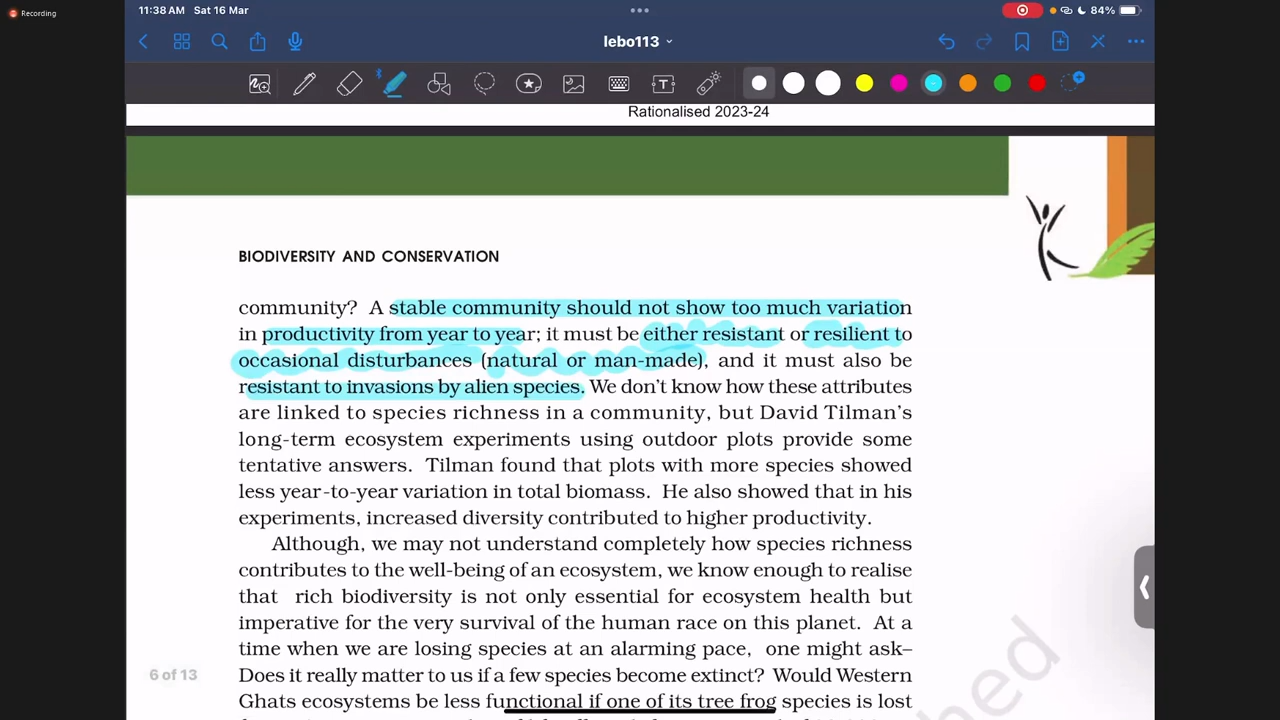 Recording
11:38 AM Sat 16 Mar
84%
lebo113
Rationalised 2023-24
BIODIVERSITY AND CONSERVATION
community? A stable community should not show too much variation
in productivity from year to year; it must be either resistant or resilient to
occasional disturbances (natural or man-made), and it must also be
resistant to invasions by alien species. We don't know how these attributes
are linked to species richness in a community, but David Tilman's
long-term ecosystem experiments using outdoor plots provide some
tentative answers. Tilman found that plots with more species showed
less year-to-year variation in total biomass. He also showed that in his
experiments, increased diversity contributed to higher productivity.
Although, we may not understand completely how species richness
contributes to the well-being of an ecosystem, we know enough to realise
that rich biodiversity is not only essential for ecosystem health but
imperative for the very survival of the human race on this planet. At a
time when we are losing species at an alarming pace, one might ask–
Does it really matter to us if a few species become extinct? Would Western
Ghats ecosystems be less functional if one of its tree frog species is lost
6 of 13